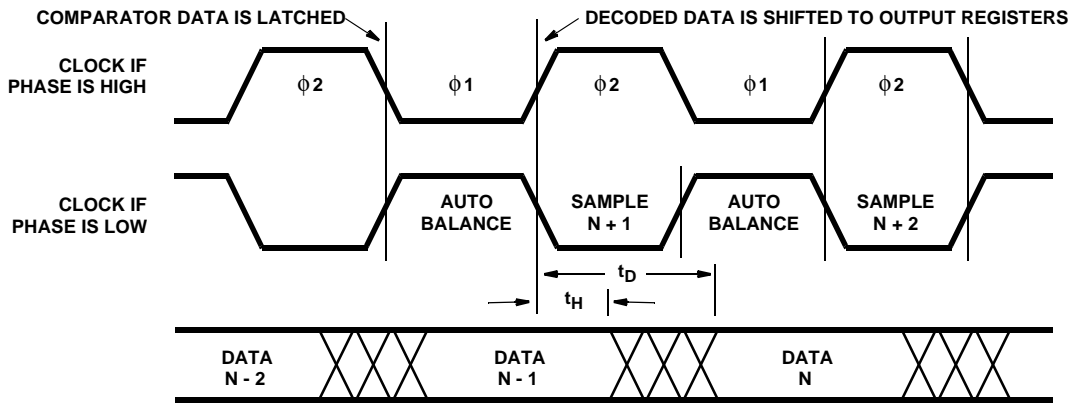 COMPARATOR DATA IS LATCHED
DECODED DATA IS SHIFTED TO OUTPUT REGISTERS
CLOCK IF
PHASE IS HIGH
ϕ2
ϕ1
ϕ2
ϕ1
ϕ2
CLOCK IF
PHASE IS LOW
AUTO
BALANCE
SAMPLE
N + 1
AUTO
BALANCE
SAMPLE
N + 2
tD
tH
DATA
N - 2
DATA
N - 1
DATA
N